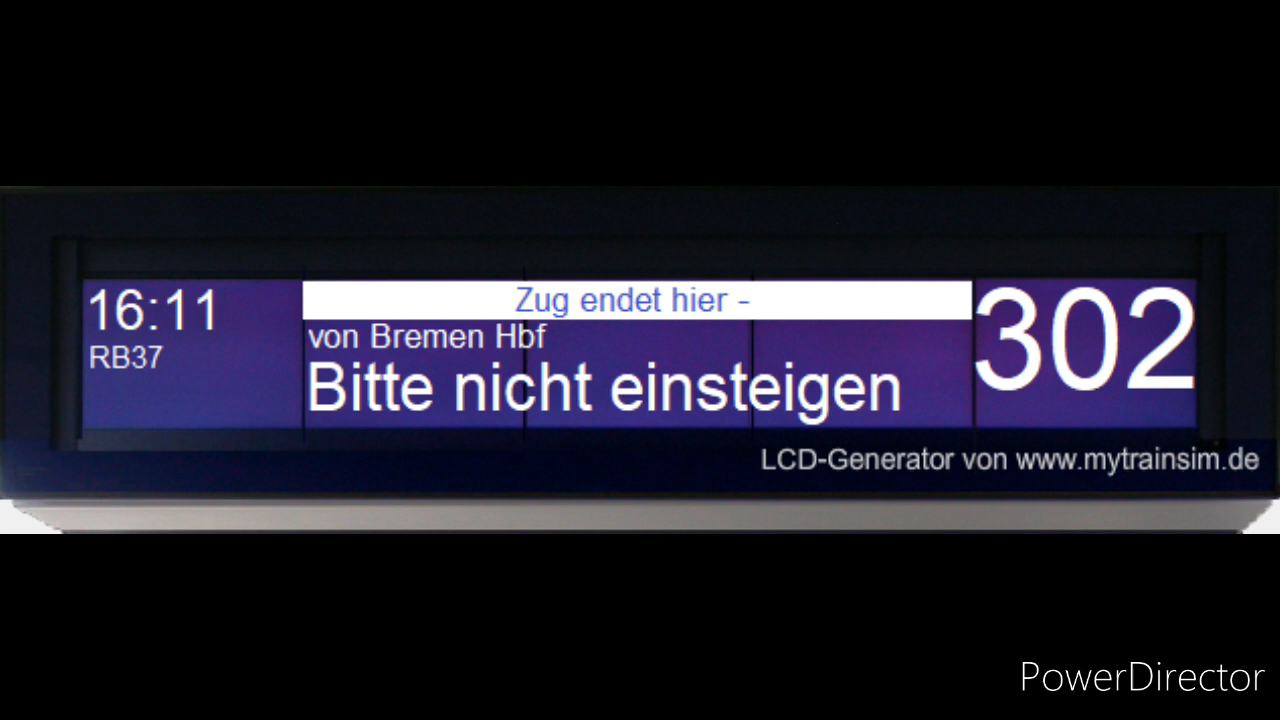 16:11
RB37
Zug endet hier -
von Bremen Hbf
Bitte nicht einsteigen
302
LCD-Generator von www.mytrainsim.de
PowerDirector